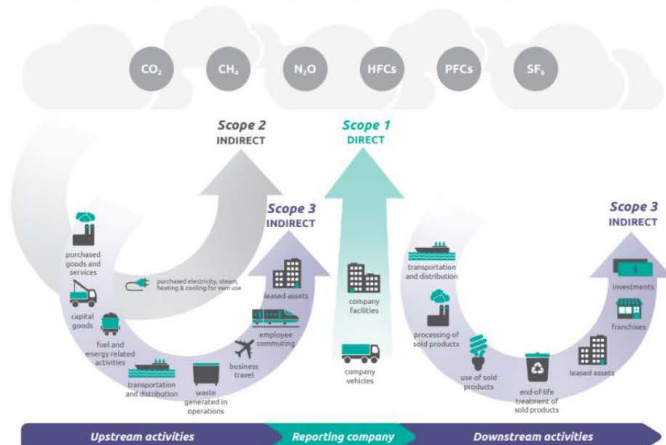 CO₂
CH₄
N₂O
HFCs
PFCs
SF₆
Scope 2
INDIRECT
Scope 1
DIRECT
Scope 3
INDIRECT
Scope 3
INDIRECT
purchased
goods and
services
capital
goods
fuel and
energy related
activities
transportation
and distribution
waste
generated in
operations
business
travel
employee
commuting
leased assets
purchased electricity, steam,
heating & cooling for own use
company
facilities
company
vehicles
transportation
and distribution
processing of
sold products
use of sold
products
end-of-life
treatment of
sold products
leased assets
franchises
investments
Upstream activities
Reporting company
Downstream activities